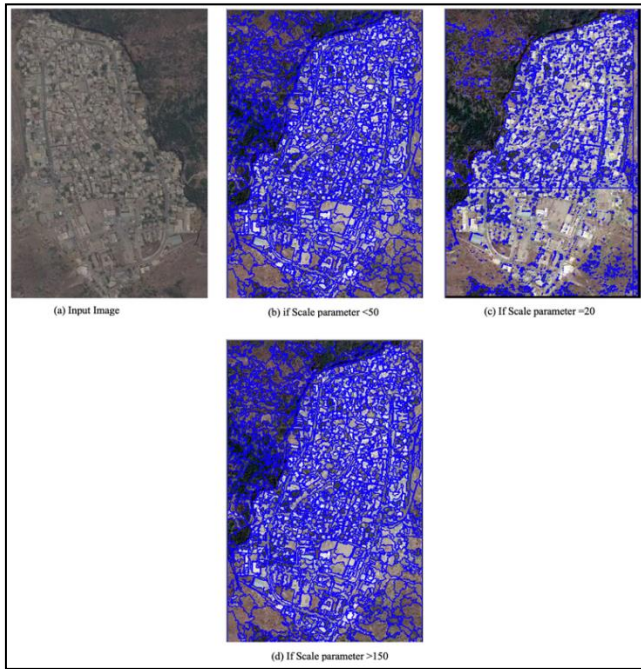 (a) Input Image
(b) if Scale parameter <50
(c) If Scale parameter =20
(d) If Scale parameter >150